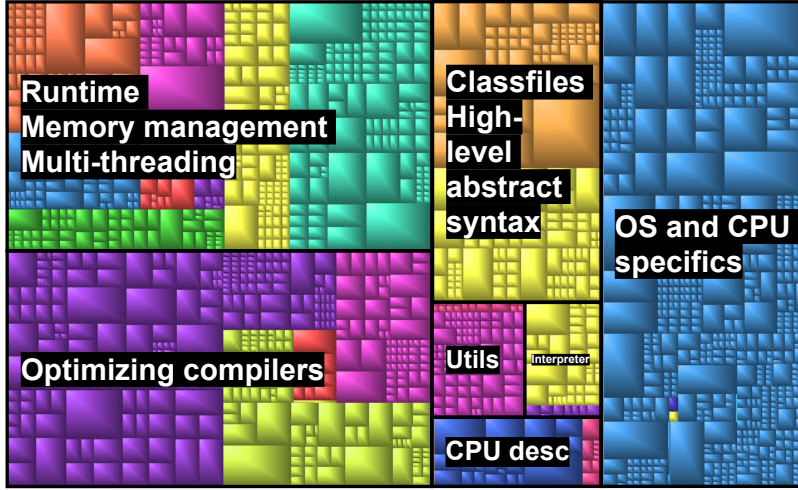 Runtime
Memory management
Multi-threading
Classfiles
High-
level
abstract
syntax
OS and CPU
specifics
Optimizing compilers
Utils
Interpreter
CPU desc